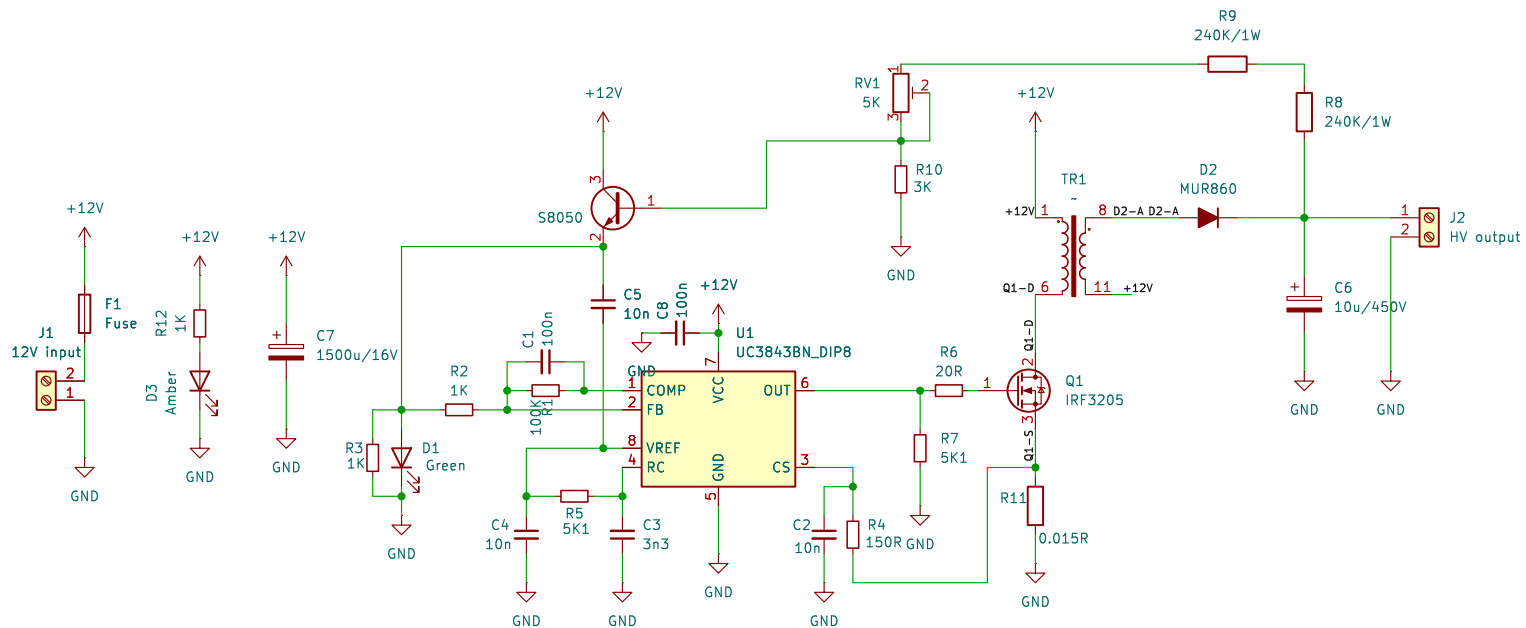 R9
240K/1W
RV1
5K
1
2
3
+12V
+12V
R8
240K/1W
3
S8050
1
2
R10
3K
GND
TR1
~
D2
MUR860
+12V
1
8
D2-A
D2-A
Q1-D
6
11
+12V
1
2
J2
HV output
+12V
+12V
+12V
F1
Fuse
J1
12V input
2
1
GND
R12
1K
D3
Amber
GND
+
C7
1500u/16V
GND
C5
10n
C8
100n
+12V
GND
C1
100n
U1
UC3843BN_DIP8
+
C6
10u/450V
GND
GND
Q1-D
2
Q1
IRF3205
1
3
Q1-S
R2
1K
100K
R1
1
COMP
2
FB
8
VREF
4
RC
7
VCC
OUT
6
CS
3
GND
5
GND
R6
20R
R7
5K1
GND
R3
1K
D1
Green
GND
R5
5K1
C4
10n
GND
C3
3n3
GND
C2
10n
GND
R4
150R
R11
0.015R
GND